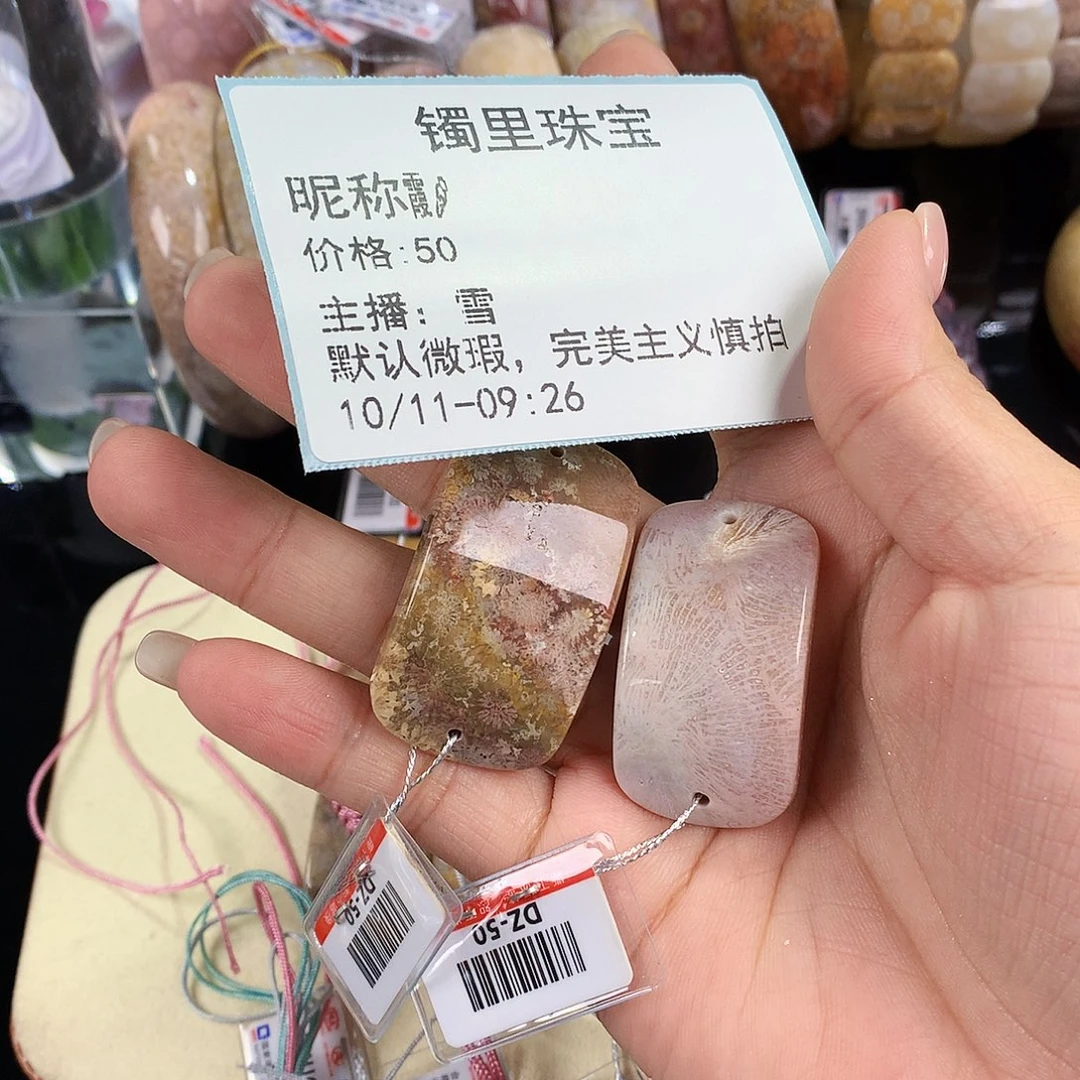 镯里珠宝
昵称霞
价格:50
主播：雪
默认微瑕，完美主义慎拍
10/11-09:26
DZ-50
DZ-50